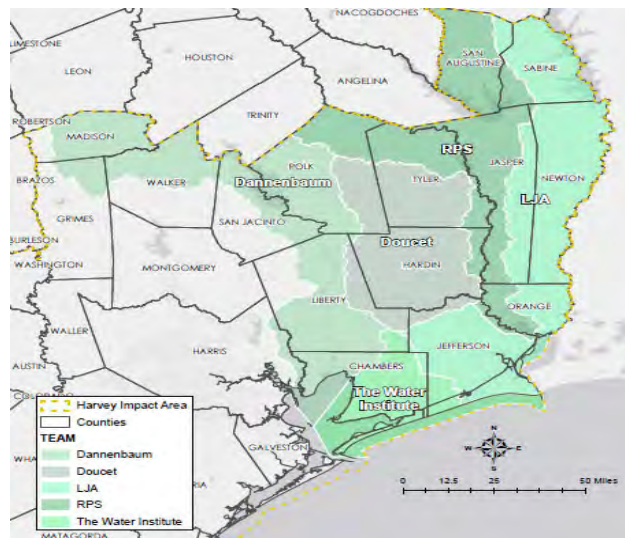 NACOGDOCHES
LIMESTONE
HOUSTON
SAN
AUGUSTINE
SABINE
LEON
ANGELINA
TRINITY
ROBERTSON
MADISON
RPS
POLK
JASPER
BRAZOS
WALKER
Dannenbaum
TYLER
NEWTON
LJA
GRIMES
SAN JACINTO
BURLESON
Doucet
WASHINGTON
MONTGOMERY
HARDIN
LIBERTY
ORANGE
WALLER
JEFFERSON
HARRIS
CHAMBERS
AUSTIN
The Water
Institute
COLORADO
Harvey Impact Area
Counties
TEAM
GALVESTON
WHA
Dannenbaum
Doucet
LJA
RPS
The Water Institute
RIA
MATAGORDA
N
W
E
S
0 12.5 25 50 Miles